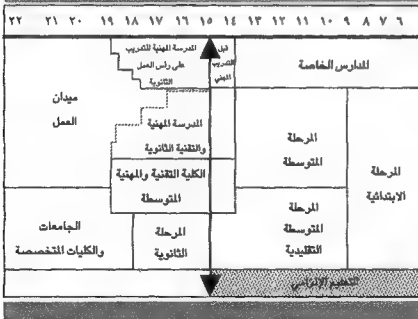 ٢٢ ٢١ ٢٠ ١٩ ١٨ ١٧ ١٦ ١٥ ١٤ ١٣ ١٢ ١١ ١٠ ٩ ٨ ٧ ٦
المدارس الخاصة
قبل
التدريب
المهني
المدرسة المهنية للتدريب
على رأس العمل
الثانوية
ميدان
العمل
المدرسة المهنية
والتقنية الثانوية
المرحلة
المتوسطة
المرحلة
الابتدائية
الكلية التقنية والمهنية
المتوسطة
المرحلة
المتوسطة
التقليدية
المرحلة
الثانوية
الجامعات
والكليات المتخصصة
التعليم الإلزامي